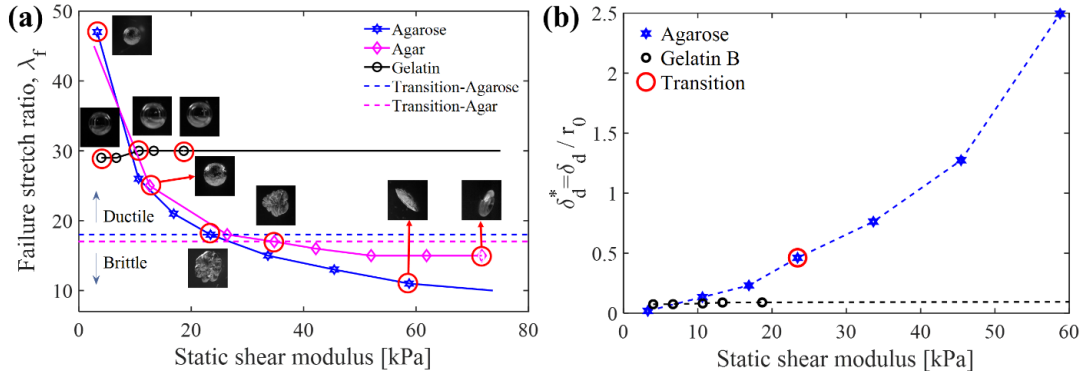 (a)
50
40
30
20
10
0
20
40
60
80
Failure stretch ratio, λf
Static shear modulus [kPa]
Agarose
Agar
Gelatin
Transition-Agarose
Transition-Agar
Ductile
Brittle
(b)
2.5
2
1.5
1
0.5
0
0
10
20
30
40
50
60
δ*d=δd / r0
Static shear modulus [kPa]
Agarose
Gelatin B
Transition